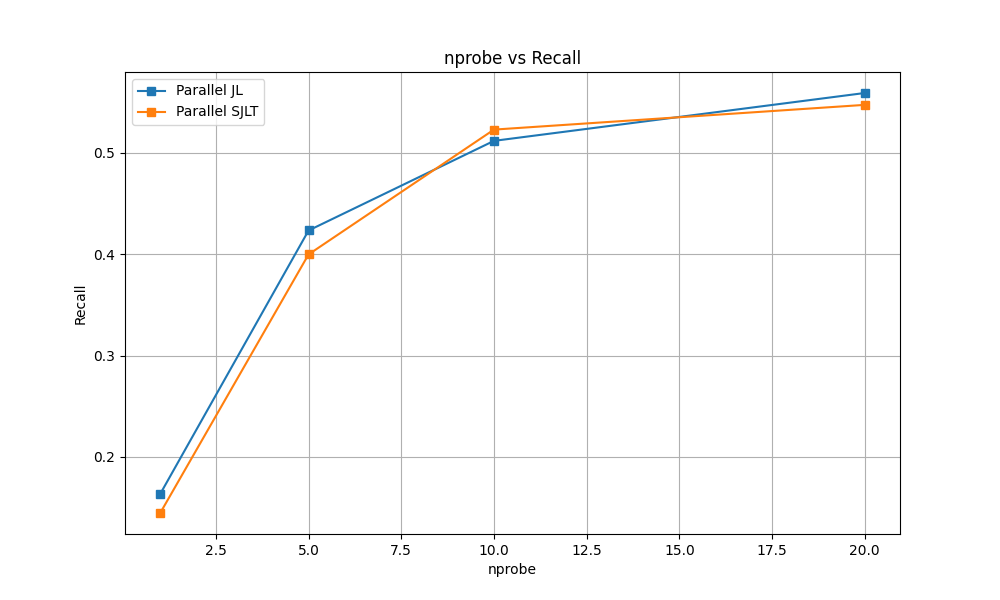 nprobe vs Recall
Parallel JL
Parallel SJLT
Recall
0.5
0.4
0.3
0.2
2.5 5.0 7.5 10.0 12.5 15.0 17.5 20.0
nprobe